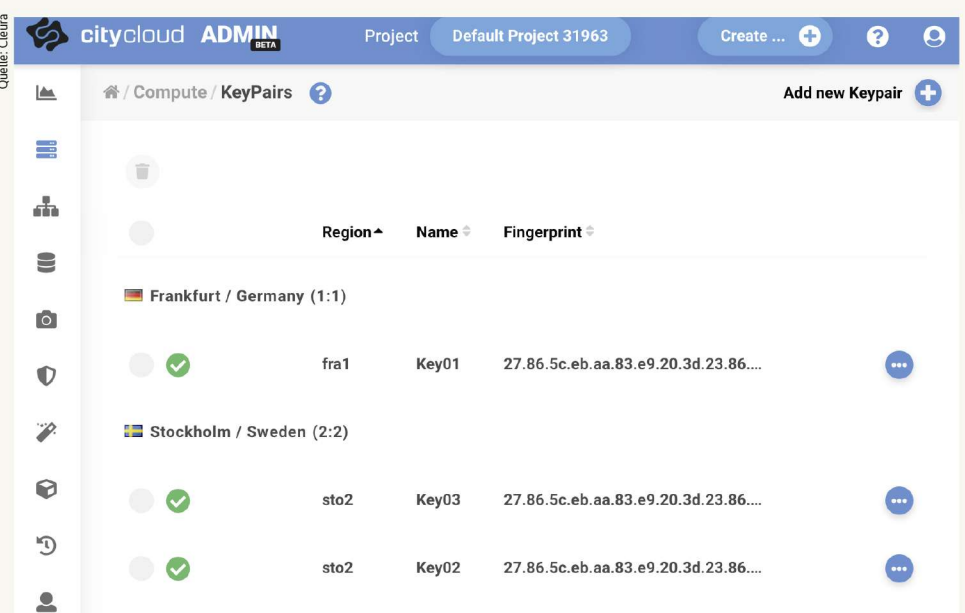 Quelle: Cleura
citycloud ADMIN BETA Project Default Project 31963 Create ...
/ Compute / KeyPairs Add new Keypair
Region Name Fingerprint
Frankfurt / Germany (1:1)
fra1 Key01 27.86.5c.eb.aa.83.e9.20.3d.23.86....
Stockholm / Sweden (2:2)
sto2 Key03 27.86.5c.eb.aa.83.e9.20.3d.23.86....
sto2 Key02 27.86.5c.eb.aa.83.e9.20.3d.23.86....